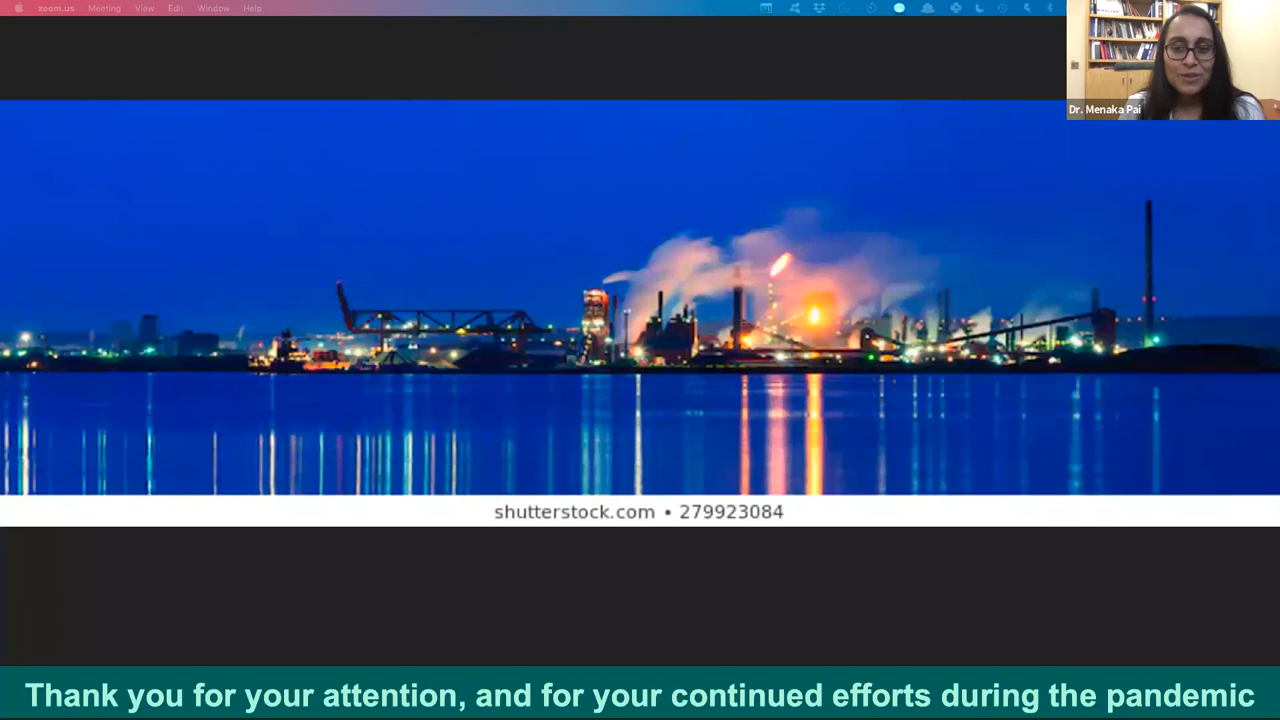 zoom.us Meeting View Edit Window Help
Dr. Menaka Pai
shutterstock.com • 279923084
Thank you for your attention, and for your continued efforts during the pandemic